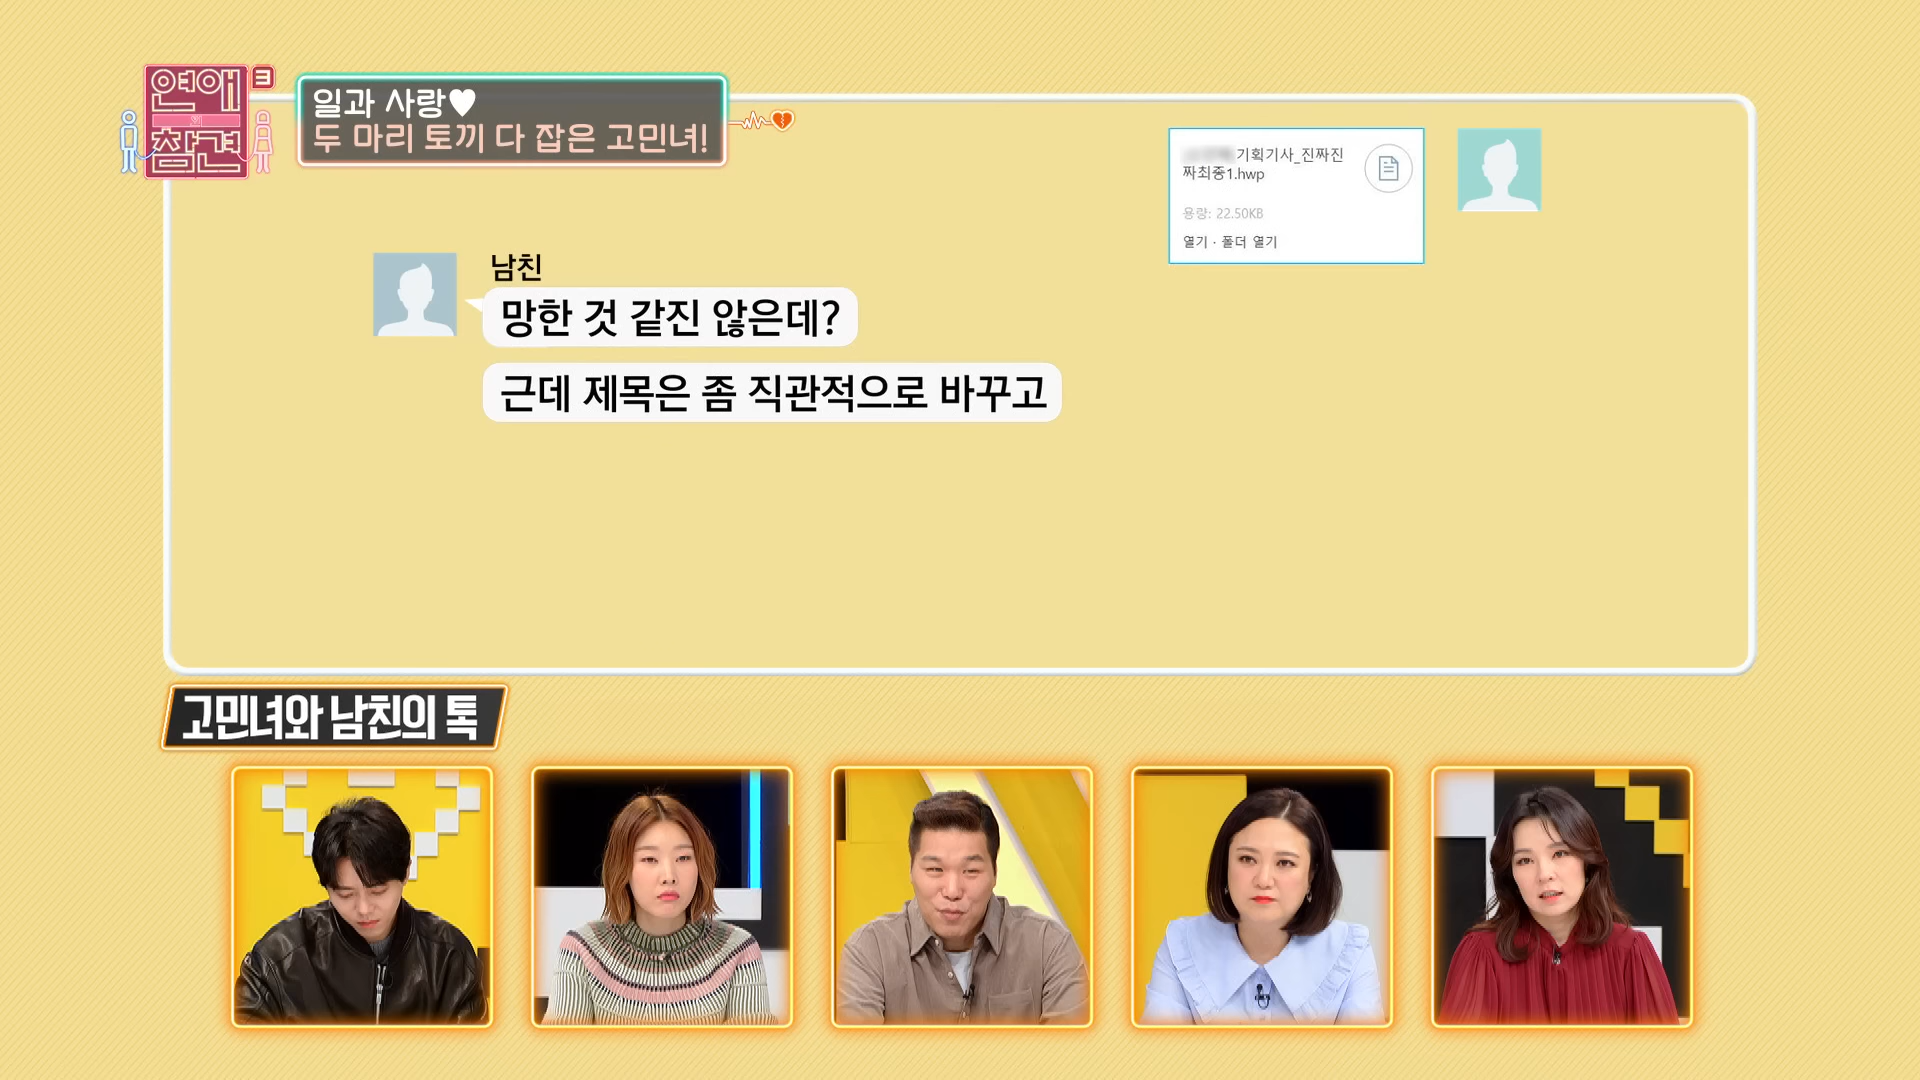 연애
의
참견
3
일과 사랑♥
두 마리 토끼 다 잡은 고민녀!
기획기사_진짜진
짜최종1.hwp
용량: 22.50KB
열기 · 폴더 열기
남친
망한 것 같진 않은데?
근데 제목은 좀 직관적으로 바꾸고
고민녀와 남친의 톡